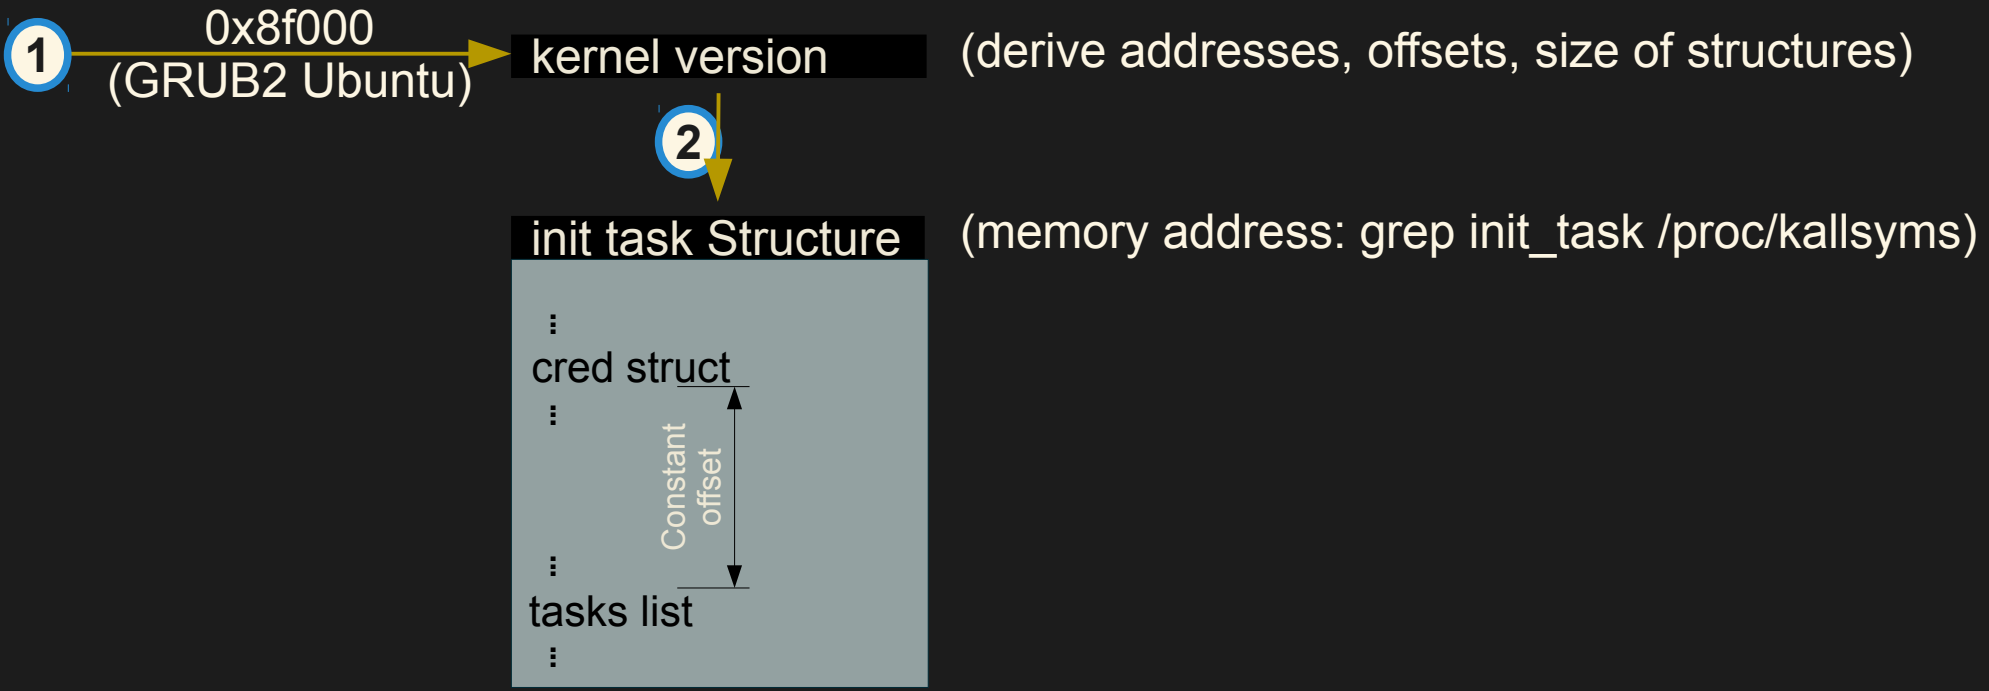 1
0x8f000
(GRUB2 Ubuntu)
kernel version
(derive addresses, offsets, size of structures)
2
init task Structure
(memory address: grep init_task /proc/kallsyms)
...
cred struct
...
Constant
offset
...
tasks list
...